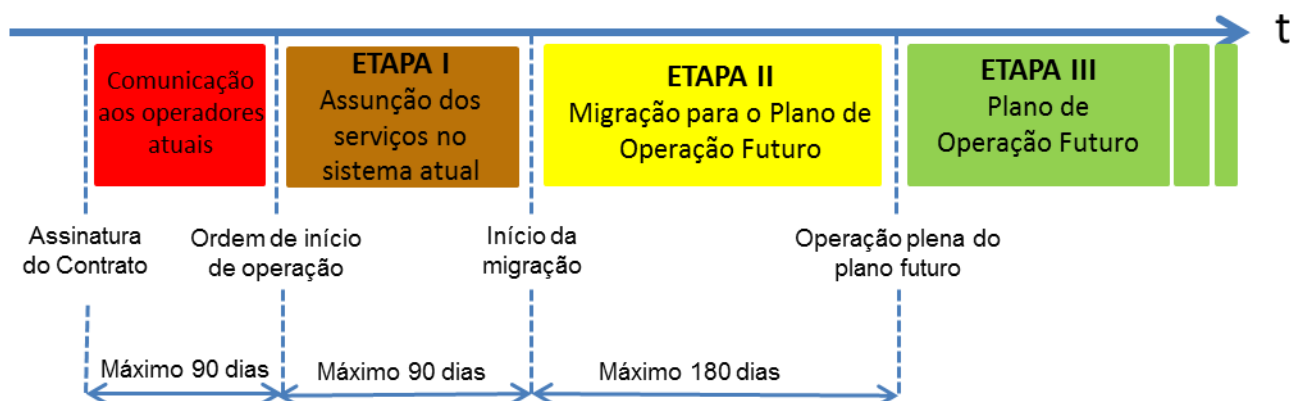 t
Comunicação
aos operadores
atuais
ETAPA I
Assunção dos
serviços no
sistema atual
ETAPA II
Migração para o Plano de
Operação Futuro
ETAPA III
Plano de
Operação Futuro
Assinatura
do Contrato
Ordem de início
de operação
Início da
migração
Operação plena do
plano futuro
Máximo 90 dias
Máximo 90 dias
Máximo 180 dias